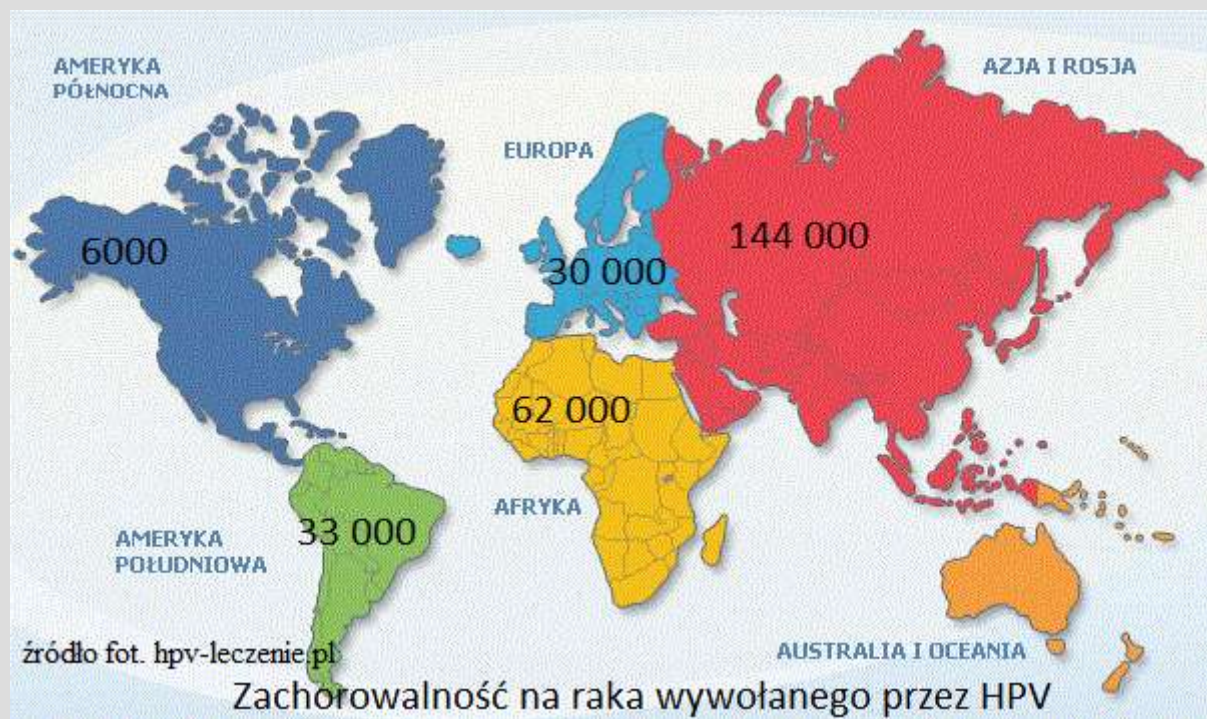 AMERYKA
PÓŁNOCNA
AZJA I ROSJA
EUROPA
6000
30 000
144 000
62 000
AFRYKA
33 000
AMERYKA
POŁUDNIOWA
AUSTRALIA I OCEANIA
źródło fot. hpv-leczenie.pl
Zachorowalność na raka wywołanego przez HPV